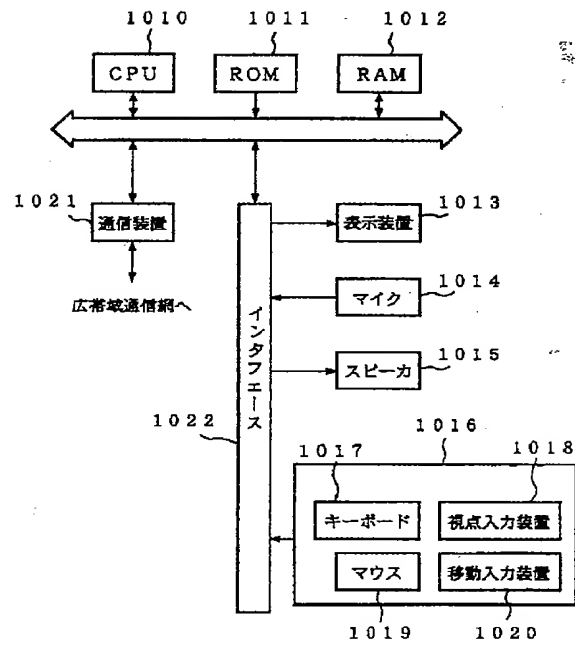 1010
1011
1012
CPU
ROM
RAM
1021
通信装置
広帯域通信網へ
表示装置
1013
マイク
1014
スピーカ
1015
インタフエース
1022
1016
1017
1018
キーボード
視点入力装置
マウス
移動入力装置
1019
1020